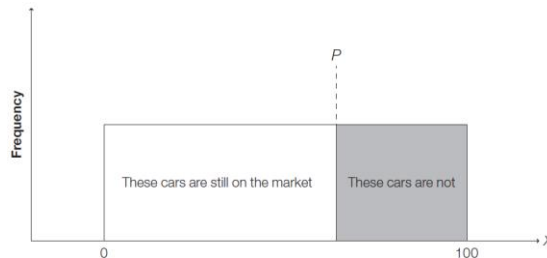 P
Frequency
These cars are still on the market
These cars are not
0
100